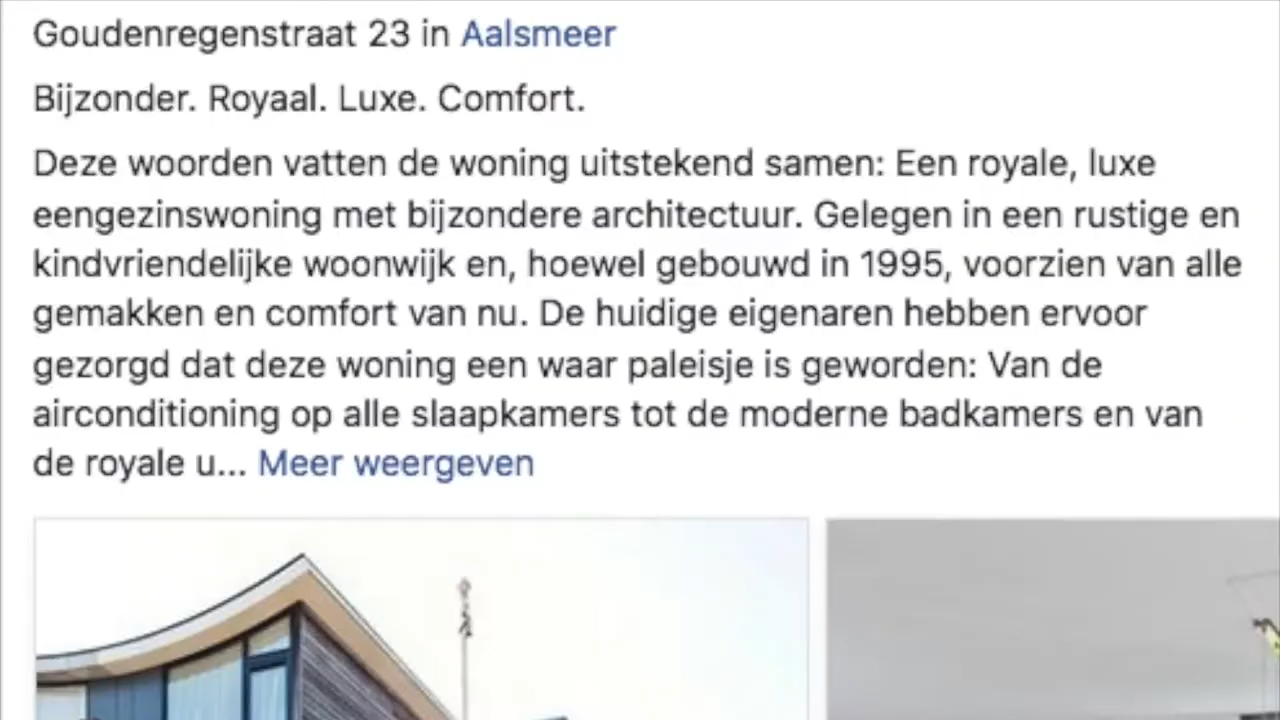 Goudenregenstraat 23 in Aalsmeer
Bijzonder. Royaal. Luxe. Comfort.
Deze woorden vatten de woning uitstekend samen: Een royale, luxe
eengezinswoning met bijzondere architectuur. Gelegen in een rustige en
kindvriendelijke woonwijk en, hoewel gebouwd in 1995, voorzien van alle
gemakken en comfort van nu. De huidige eigenaren hebben ervoor
gezorgd dat deze woning een waar paleisje is geworden: Van de
airconditioning op alle slaapkamers tot de moderne badkamers en van
de royale u... Meer weergeven